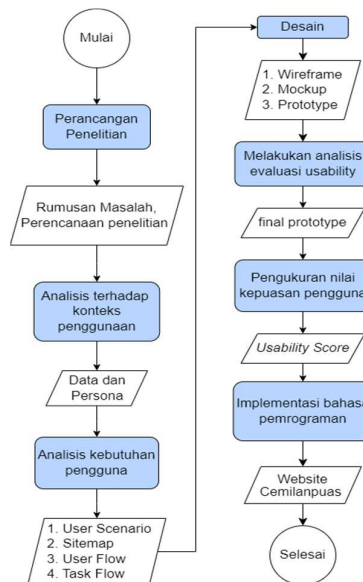 Mulai
Perancangan
Penelitian
Rumusan Masalah,
Perencanaan penelitian
Analisis terhadap
konteks
penggunaan
Data dan
Persona
Analisis kebutuhan
pengguna
1. User Scenario
2. Sitemap
3. User Flow
4. Task Flow
Desain
1. Wireframe
2. Mockup
3. Prototype
Melakukan analisis
evaluasi usability
final prototype
Pengukuran nilai
kepuasan pengguna
Usability Score
Implementasi bahasa
pemrograman
Website
Cemilanpuas
Selesai